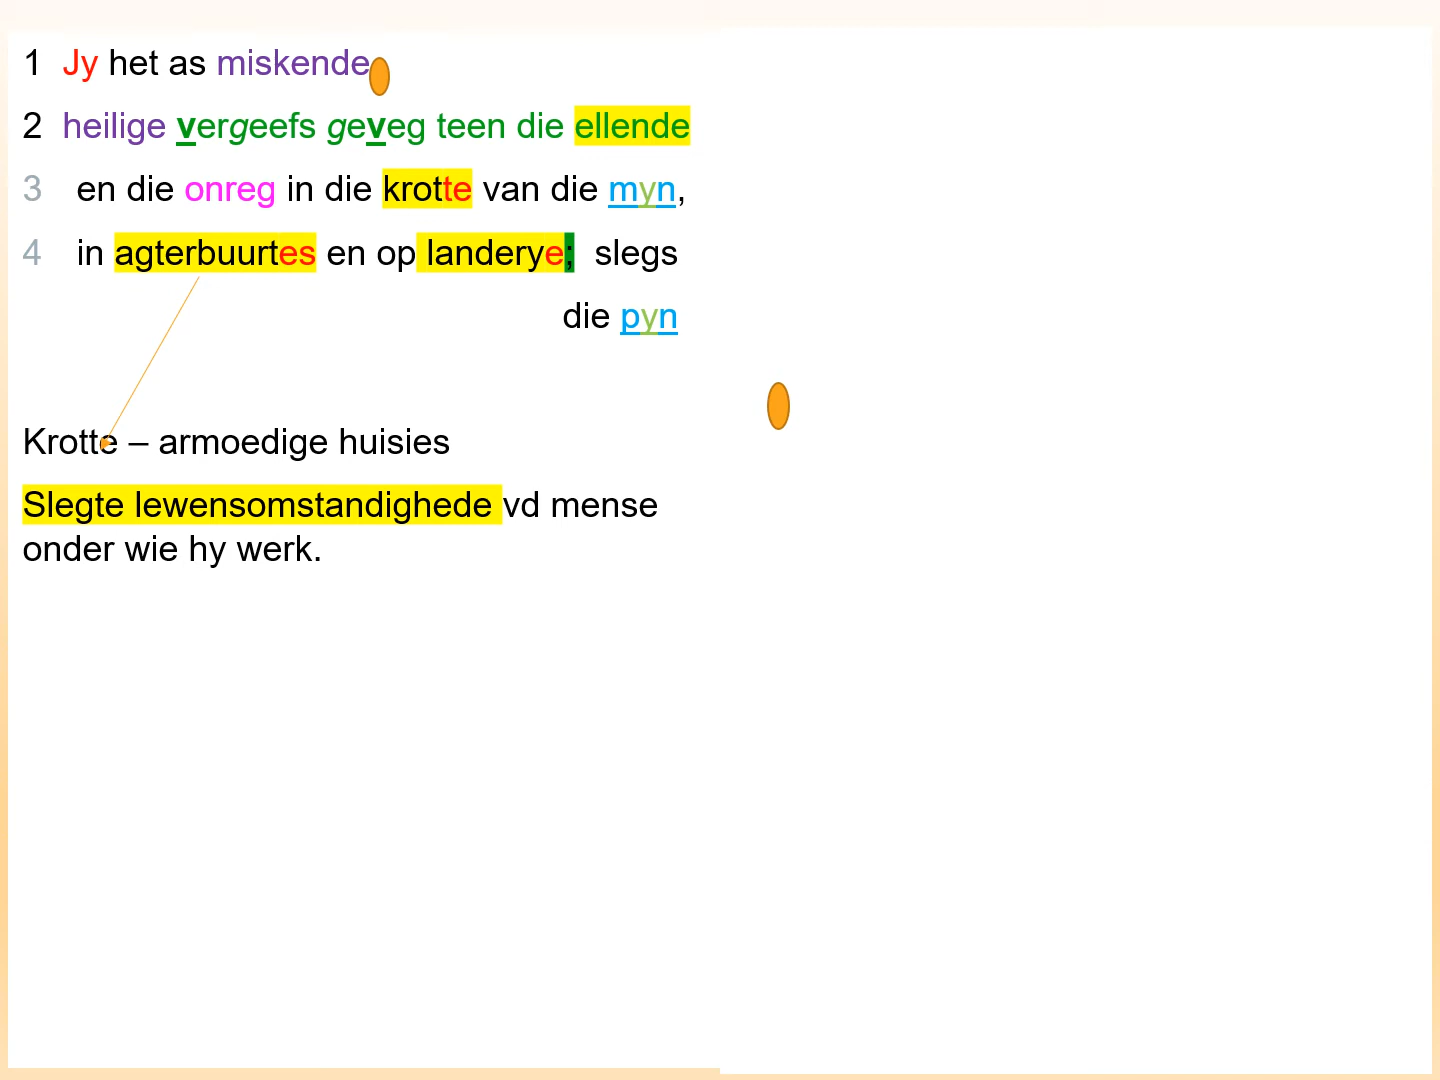 1 Jy het as miskende
2 heilige vergeefs geveg teen die ellende
3 en die onreg in die krotte van die myn,
4 in agterbuurtes en op landerye; slegs
die pyn
Krotte – armoedige huisies
Slegte lewensomstandighede vd mense
onder wie hy werk.